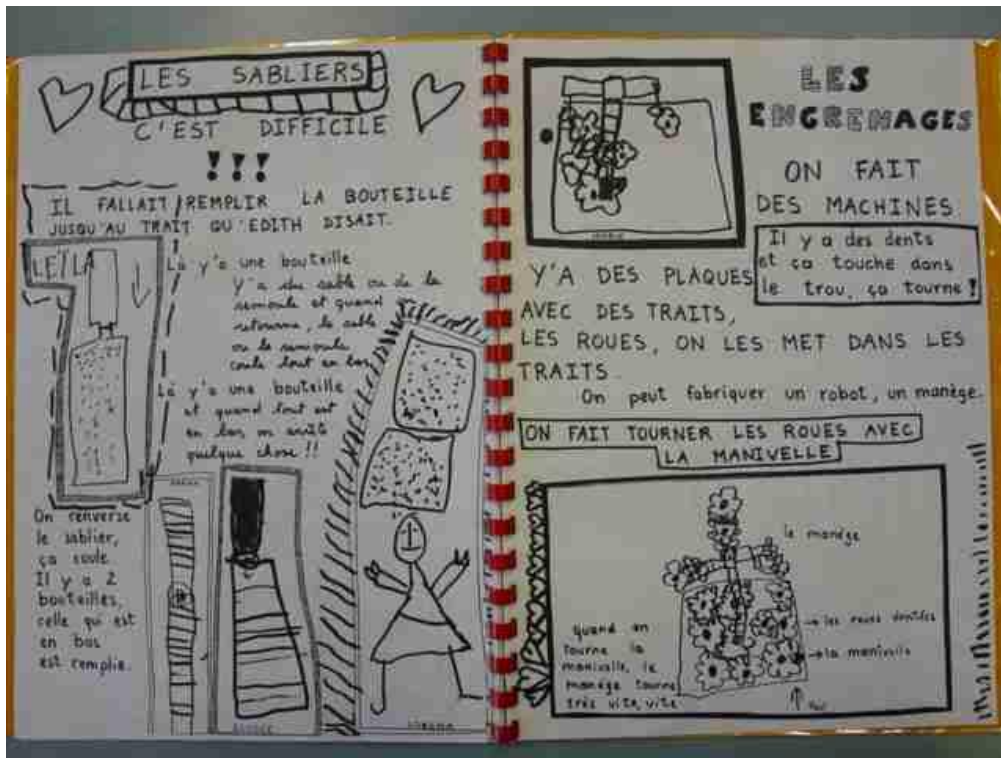 LES SABLIERS
C'EST DIFFICILE
!!!
IL FALLAIT REMPLIR LA BOUTEILLE
JUSQU'AU TRAIT QU'EDITH DISAIT.
LEÏLA
Là y'a une bouteille
Y'a du sable ou de la
semoule et quand
retourne, le sable
ou la semoule
coule tout en bas
Là y'a une bouteille
et quand tout est
en bas on arrête
quelque chose !!
On renverse
le sablier,
ça coule
Il y a 2
bouteilles,
celle qui est
en bas
est remplie.
LES
ENGRENAGES
ON FAIT
DES MACHINES
Il y a des dents
et ça touche dans
le trou, ça tourne !
Y'A DES PLAQUES
AVEC DES TRAITS,
LES ROUES, ON LES MET DANS LES
TRAITS
On peut fabriquer un robot, un manège.
ON FAIT TOURNER LES ROUES AVEC
LA MANIVELLE
le manège
les roues dentées
la manivelle
quand on
tourne la
manivelle, le
manège tourne
très vite, vite